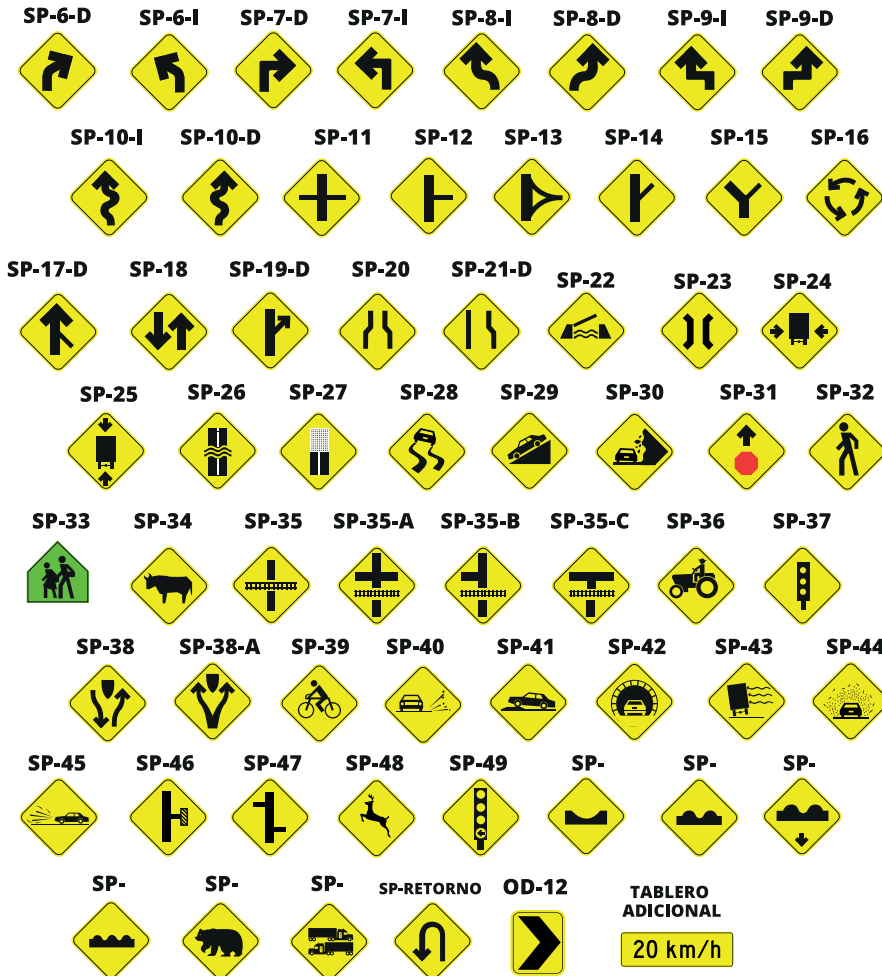 SP-6-D SP-6-I SP-7-D SP-7-I SP-8-I SP-8-D SP-9-I SP-9-D
SP-10-I SP-10-D SP-11 SP-12 SP-13 SP-14 SP-15 SP-16
SP-17-D SP-18 SP-19-D SP-20 SP-21-D SP-22 SP-23 SP-24
SP-25 SP-26 SP-27 SP-28 SP-29 SP-30 SP-31 SP-32
SP-33 SP-34 SP-35 SP-35-A SP-35-B SP-35-C SP-36 SP-37
SP-38 SP-38-A SP-39 SP-40 SP-41 SP-42 SP-43 SP-44
SP-45 SP-46 SP-47 SP-48 SP-49 SP- SP- SP-
SP- SP- SP- SP-RETORNO OD-12 TABLERO
ADICIONAL
20 km/h